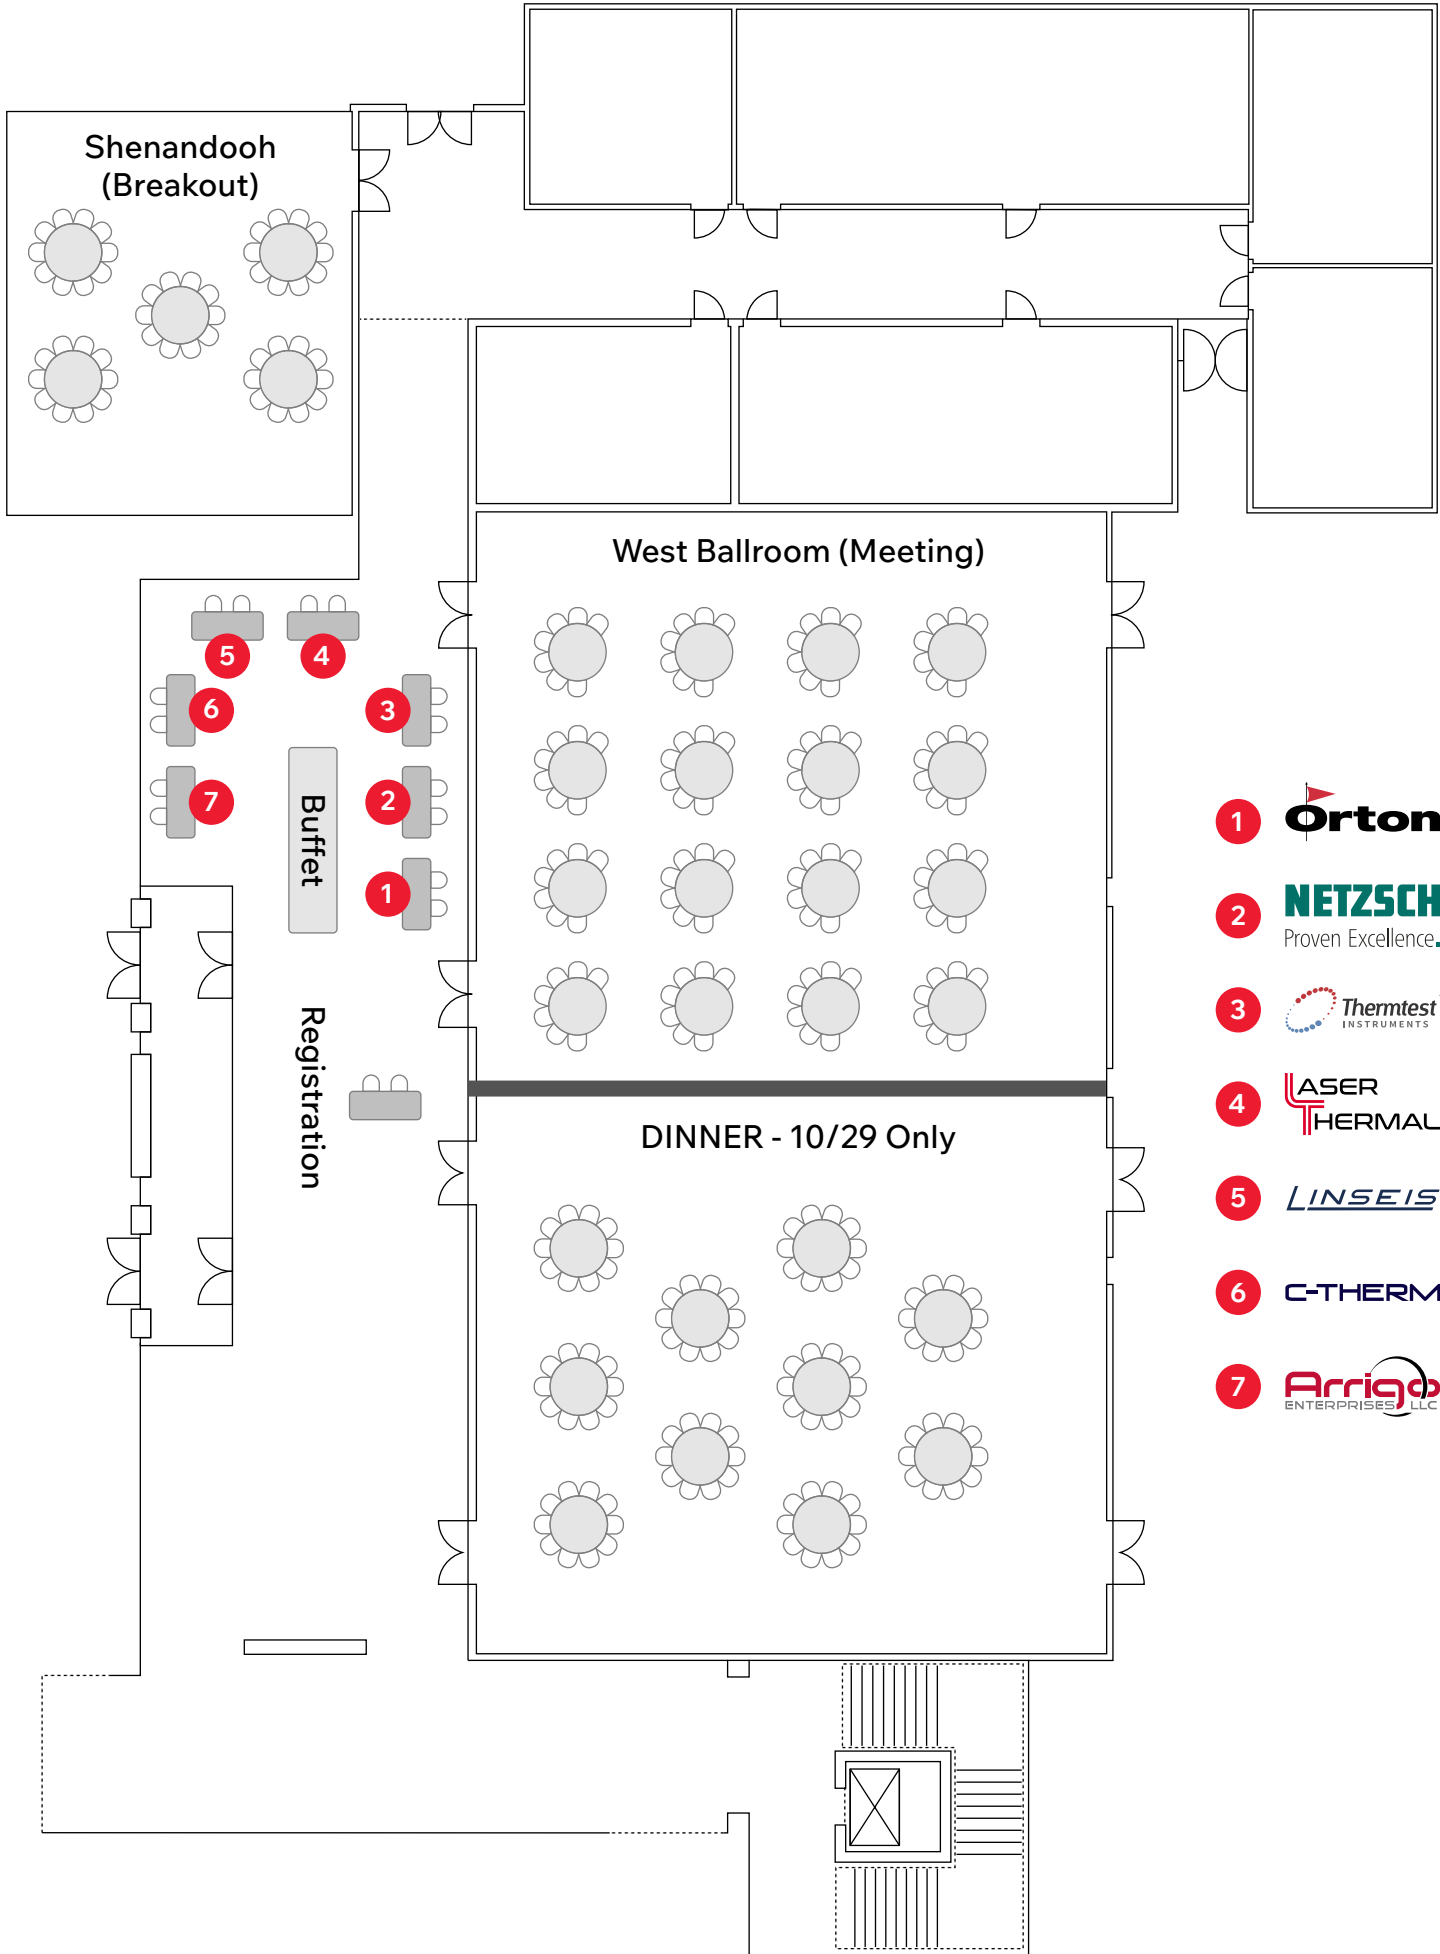 Shenandooh
(Breakout)
West Ballroom (Meeting)
5
4
6
3
7
2
1
Buffet
Registration
DINNER - 10/29 Only
1
Orton
2
NETZSCH
Proven Excellence.
3
Thermtest
INSTRUMENTS
4
LASER
THERMAL
5
LINSEIS
6
C-THERM
7
Arrigo
ENTERPRISES LLC